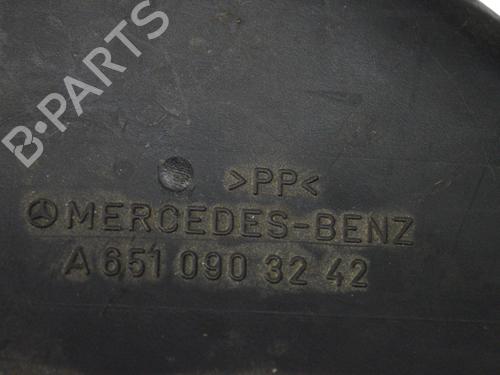 B·PARTS
>PP<
MERCEDES-BENZ
A 651 090 32 42